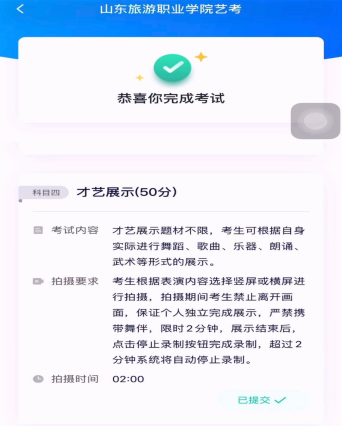 山东旅游职业学院艺考
恭喜你完成考试
科目四 才艺展示(50分)
考试内容 才艺展示题材不限，考生可根据自身
实际进行舞蹈、歌曲、乐器、朗诵、
武术等形式的展示。
拍摄要求 考生根据表演内容选择竖屏或横屏进
行拍摄，拍摄期间考生禁止离开画
面，保证个人独立完成展示，严禁携
带舞伴，限时2分钟，展示结束后，
点击停止录制按钮完成录制，超过2
分钟系统将自动停止录制。
拍摄时间 02:00
已提交